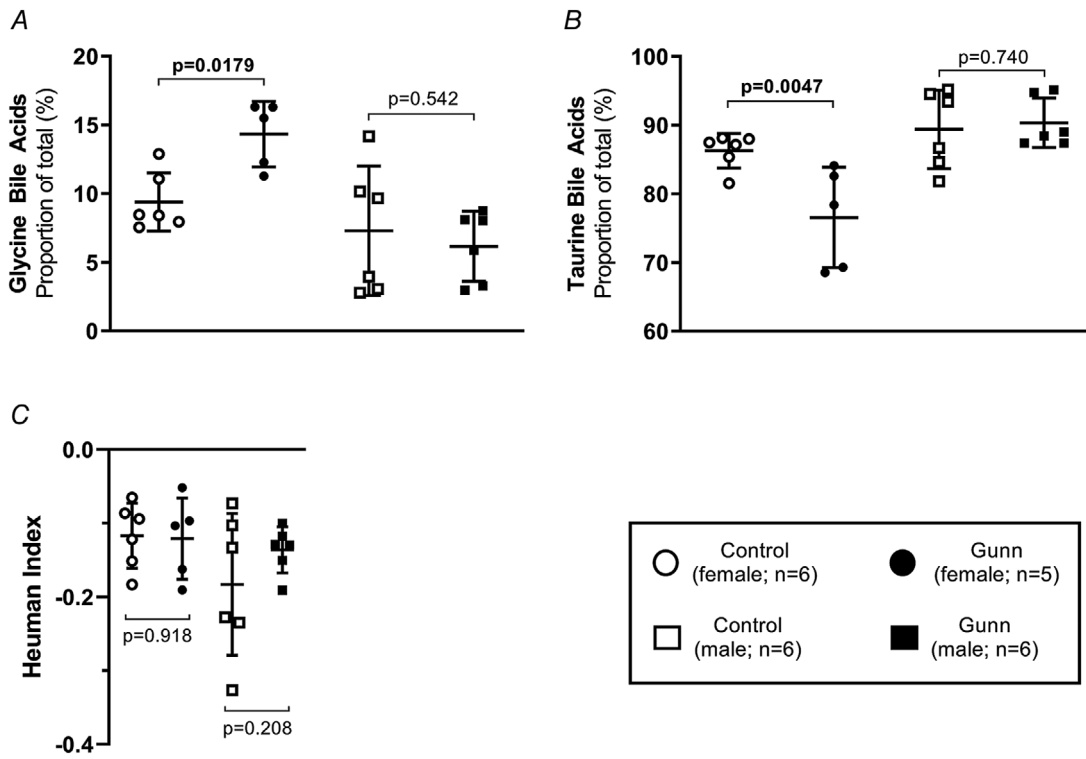 A
Glycine Bile Acids
Proportion of total (%)
20
15
10
5
0
p=0.0179
p=0.542
B
Taurine Bile Acids
Proportion of total (%)
100
90
80
70
60
p=0.0047
p=0.740
C
Heuman Index
0.0
-0.2
-0.4
p=0.918
p=0.208
Control
(female; n=6)
Gunn
(female; n=5)
Control
(male; n=6)
Gunn
(male; n=6)